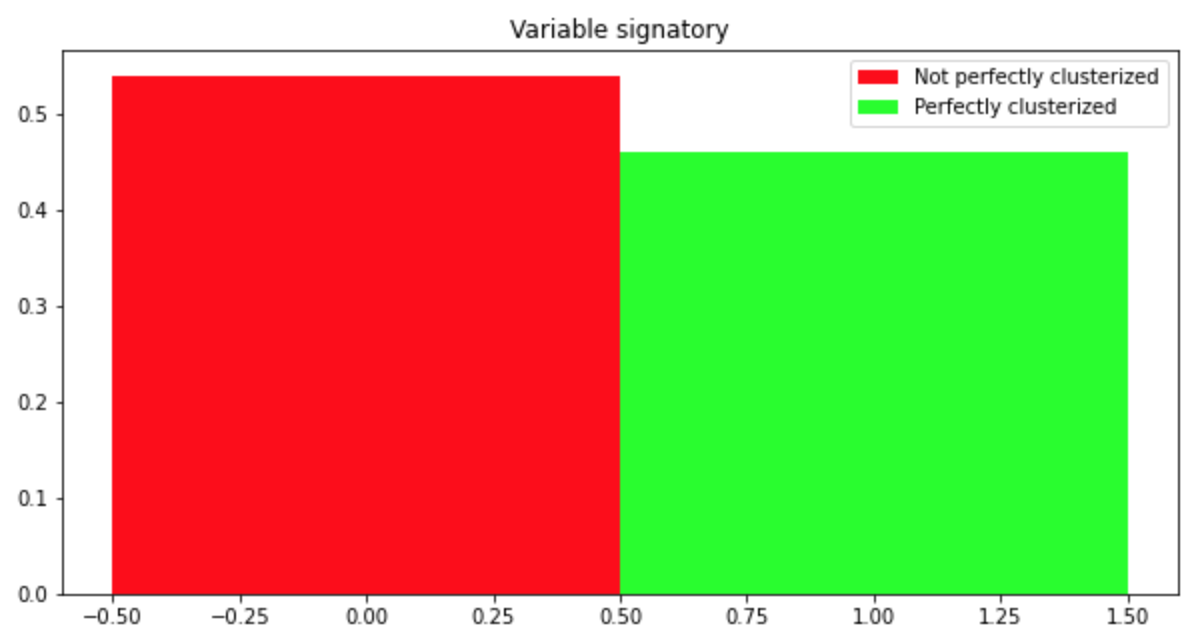 Variable signatory
Not perfectly clusterized
Perfectly clusterized
0.5
0.4
0.3
0.2
0.1
0.0
−0.50 −0.25 0.00 0.25 0.50 0.75 1.00 1.25 1.50